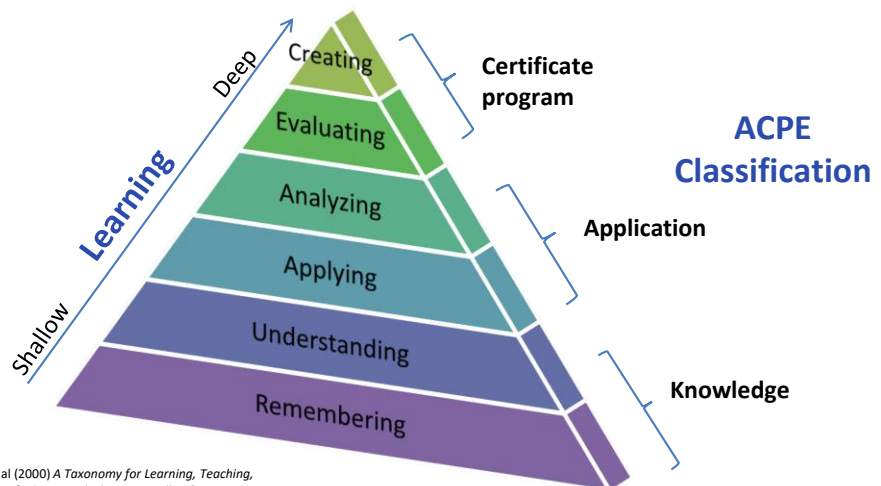 Creating
Evaluating
Analyzing
Applying
Understanding
Remembering
Deep
Learning
Shallow
Certificate
program
Application
Knowledge
ACPE
Classification
al (2000) A Taxonomy for Learning, Teaching,